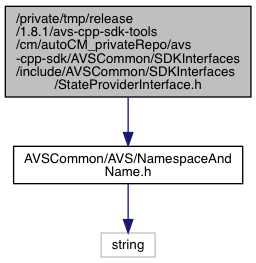 /private/tmp/release
/1.8.1/avs-cpp-sdk-tools
/cm/autoCM_privateRepo/avs
-cpp-sdk/AVSCommon/SDKInterfaces
/include/AVSCommon/SDKInterfaces
/StateProviderInterface.h
AVSCommon/AVS/NamespaceAnd
Name.h
string